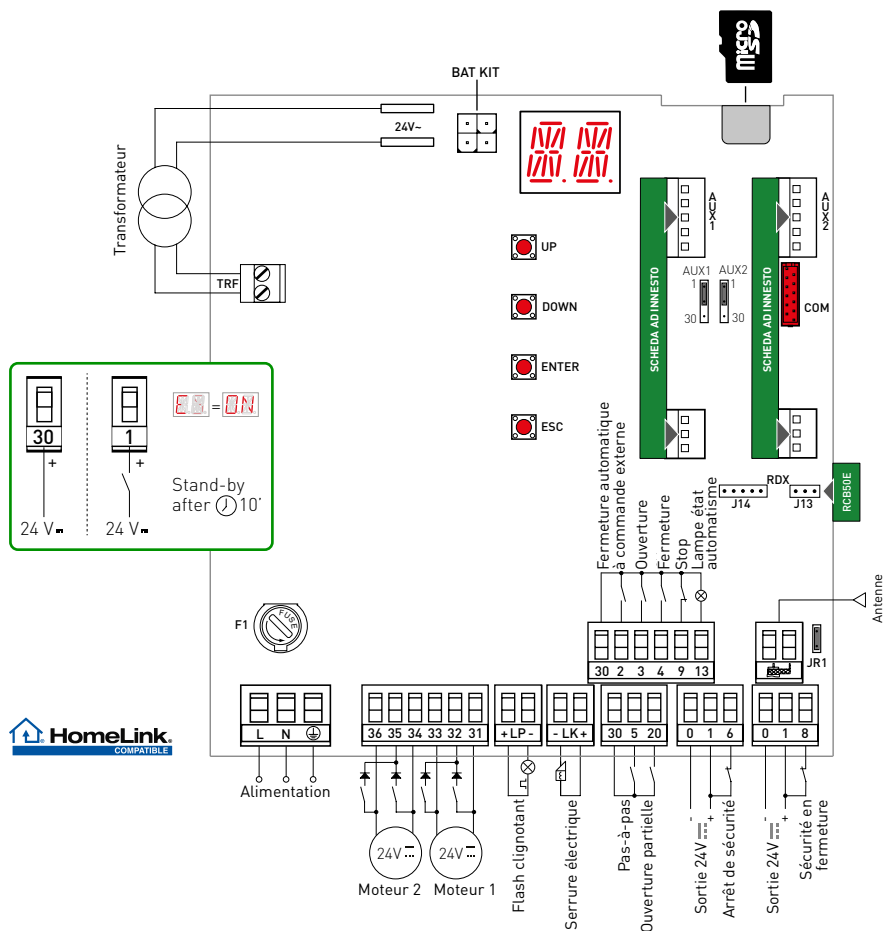 micro
SD
BAT KIT
24V~
Transformateur
TRF
UP
DOWN
ENTER
ESC
SCHEDA AD INNESTO
AUX1
AUX1
1
30
AUX2
1
30
SCHEDA AD INNESTO
AUX2
COM
RDX
J14
J13
RCB50E
30
+
24 V
1
+
24 V
E1. = ON.
Stand-by
after 10'
Fermeture automatique
à commande externe
Ouverture
Fermeture
Stop
Lampe état
automatisme
Antenne
F1
FUSE
30 2 3 4 9 13
JR1
HomeLink®
COMPATIBLE
L N
36 35 34 33 32 31
+ LP -
- LK +
30 5 20
0 1 6
0 1 8
Alimentation
24V
Moteur 2
24V
Moteur 1
Flash clignotant
Serrure électrique
Pas-à-pas
Ouverture partielle
- +
Sortie 24V
Arrêt de sécurité
- +
Sortie 24V
Sécurité en
fermeture